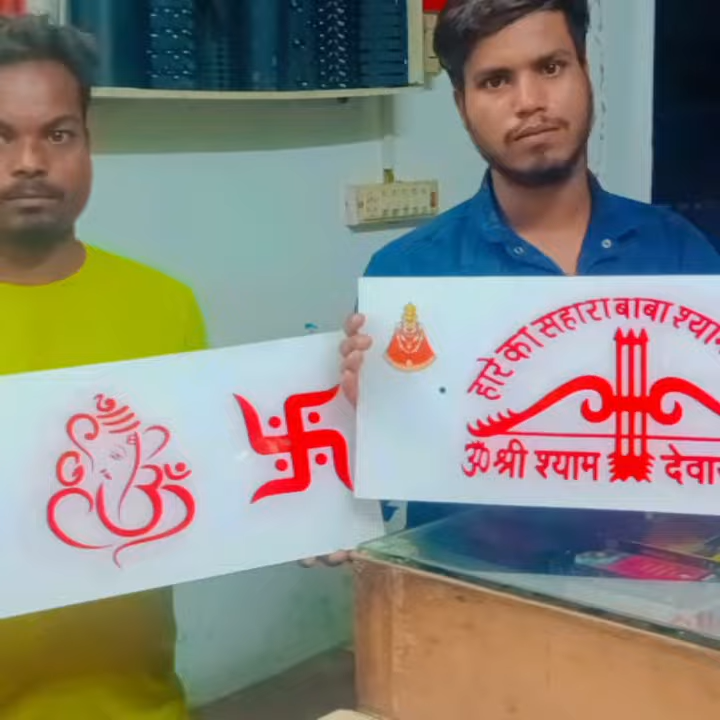 हारे का सहारा बाबा श्याम
ॐ श्री श्याम